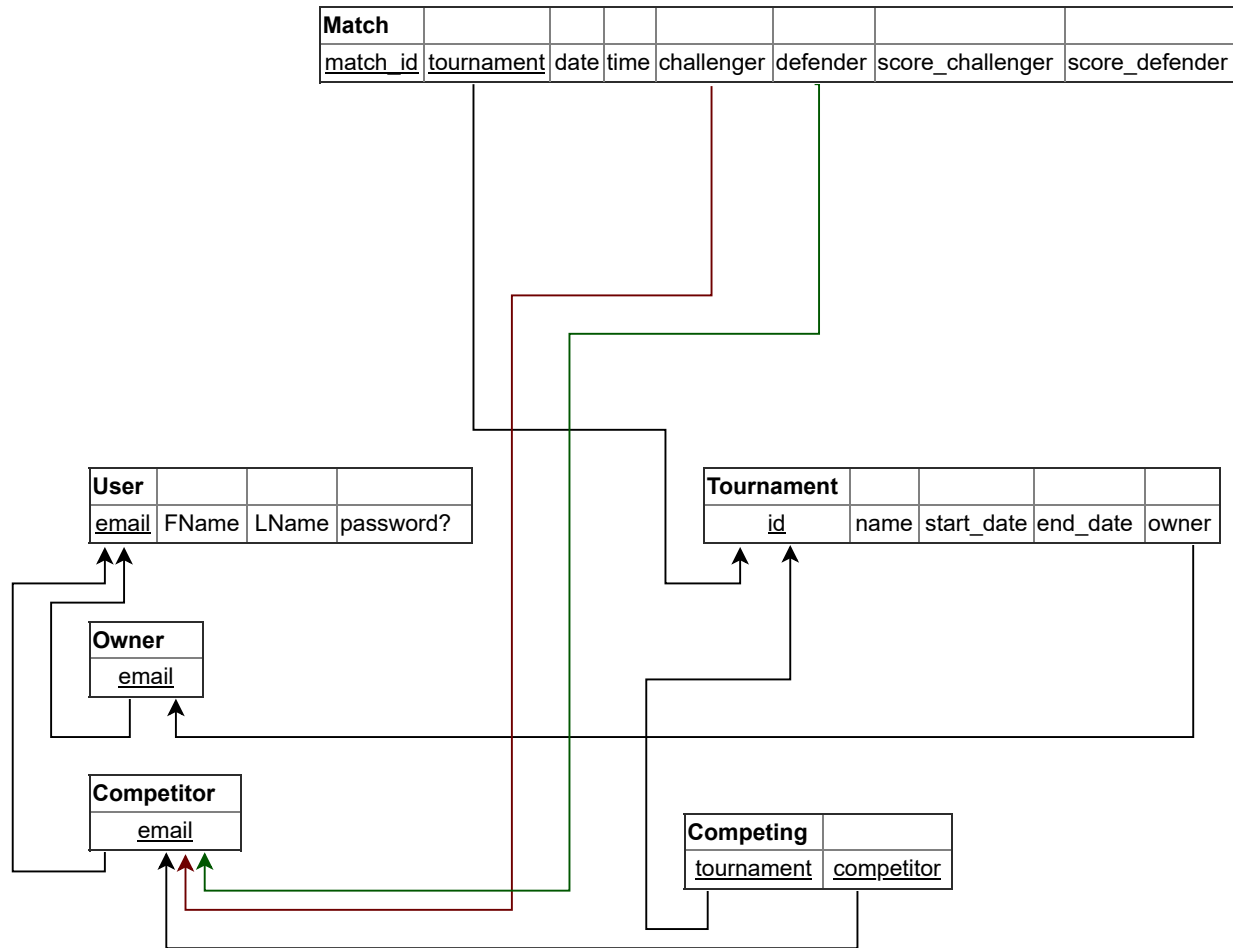 Match
match_id tournament date time challenger defender score_challenger score_defender
User
email FName LName password?
Tournament
id name start_date end_date owner
Owner
email
Competitor
email
Competing
tournament competitor